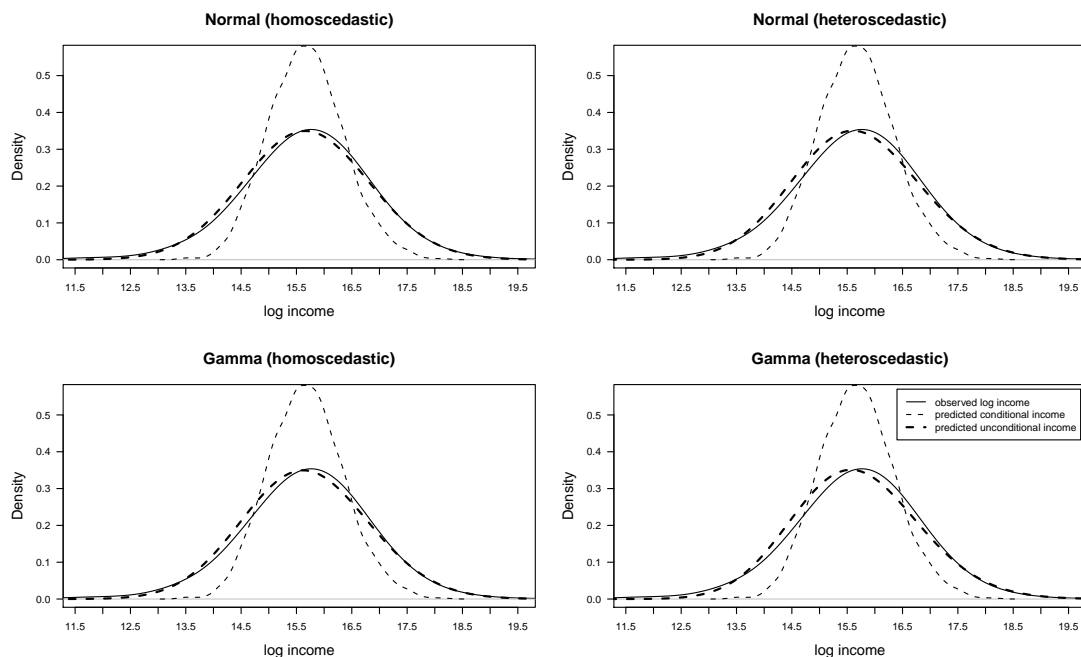 Normal (homoscedastic)
Density
0.5
0.4
0.3
0.2
0.1
0.0
11.5 12.5 13.5 14.5 15.5 16.5 17.5 18.5 19.5
log income
Normal (heteroscedastic)
Density
0.5
0.4
0.3
0.2
0.1
0.0
11.5 12.5 13.5 14.5 15.5 16.5 17.5 18.5 19.5
log income
Gamma (homoscedastic)
Density
0.5
0.4
0.3
0.2
0.1
0.0
11.5 12.5 13.5 14.5 15.5 16.5 17.5 18.5 19.5
log income
Gamma (heteroscedastic)
Density
0.5
0.4
0.3
0.2
0.1
0.0
observed log income
predicted conditional income
predicted unconditional income
11.5 12.5 13.5 14.5 15.5 16.5 17.5 18.5 19.5
log income